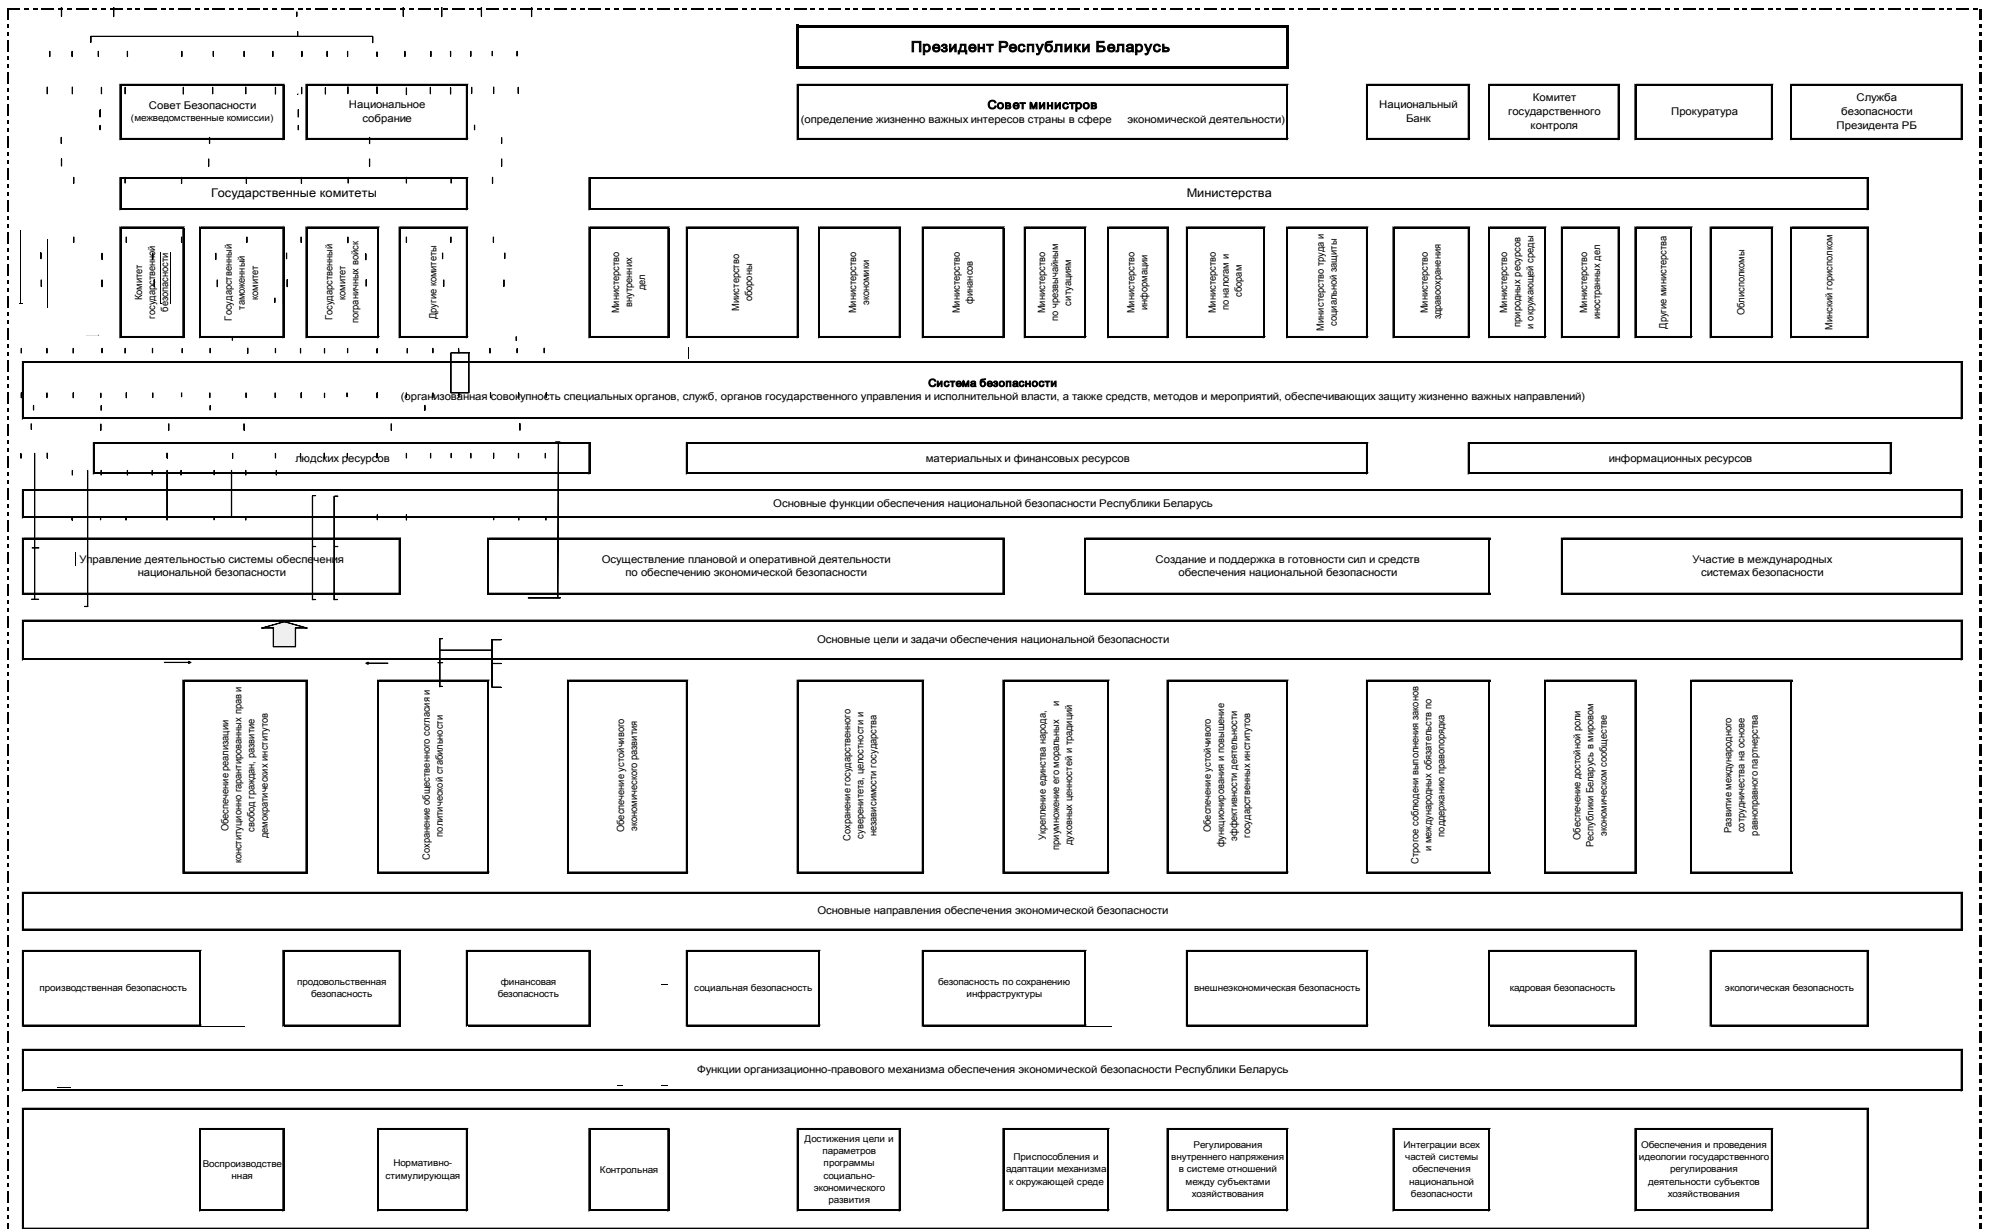 Президент Республики Беларусь
Совет Безопасности
(межведомственные комиссии)
Национальное
собрание
Совет министров
(определение жизненно важных интересов страны в сфере экономической деятельности)
Национальный
Банк
Комитет
государственного
контроля
Прокуратура
Служба
безопасности
Президента РБ
Государственные комитеты
Министерства
Комитет
государственной
безопасности
Государственный
таможенный
комитет
Государственный
комитет
пограничных войск
Другие комитеты
Министерство
внутренних
дел
Миистерство
обороны
Министерство
экономики
Министерство
финансов
Министерство
по чрезвычайным
ситуациям
Министерство
информации
Министерство
по налогам и
сборам
Министерство труда и
социальной защиты
Министерство
здравоохранения
Министерство
природных ресурсов
и окружающей среды
Министерство
иностранных дел
Другие министерства
Облисполкомы
Минский горисполком
Система безопасности
(организованная совокупность специальных органов, служб, органов государственного управления и исполнительной власти, а также средств, методов и мероприятий, обеспечивающих защиту жизненно важных направлений)
людских ресурсов
материальных и финансовых ресурсов
информационных ресурсов
Основные функции обеспечения национальной безопасности Республики Беларусь
Управление деятельностью системы обеспечения
национальной безопасности
Осуществление плановой и оперативной деятельности
по обеспечению экономической безопасности
Создание и поддержка в готовности сил и средств
обеспечения национальной безопасности
Участие в международных
системах безопасности
Основные цели и задачи обеспечения национальной безопасности
Обеспечение реализации
конституционно гарантированных прав и
свобод граждан, развитие
демократических институтов
Сохранение общественного согласия и
политической стабильности
Обеспечение устойчивого
экономического развития
Сохранение государственного
суверенитета, целостности и
независимости государства
Укрепление единства народа,
приумножение его моральных и
духовных ценностей и традиций
Обеспечение устойчивого
функционирования и повышение
эффективности деятельности
государственных институтов
Строгое соблюдени выполнения законов
и международных обязательств по
поддержанию правопорядка
Обеспечение достойной роли
Республики Беларусь в мировом
экономическом сообществе
Развитие международного
сотрудничества на основе
равноправного партнерства
Основные направления обеспечения экономической безопасности
производственная безопасность
продовольственная
безопасность
финансовая
безопасность
социальная безопасность
безопасность по сохранению
инфраструктуры
внешнеэкономическая безопасность
кадровая безопасность
экологическая безопасность
Функции организационно-правового механизма обеспечения экономической безопасности Республики Беларусь
Воспроизводстве
нная
Нормативно-
стимулирующая
Контрольная
Достижения цели и
параметров
программы
социально-
экономического
развития
Приспособления и
адаптации механизма
к окружающей среде
Регулирования
внутреннего напряжения
в системе отношений
между субъектами
хозяйствования
Интеграции всех
частей системы
обеспечения
национальной
безопасности
Обеспечения и проведения
идеологии государственного
регулирования
деятельности субъектов
хозяйствования